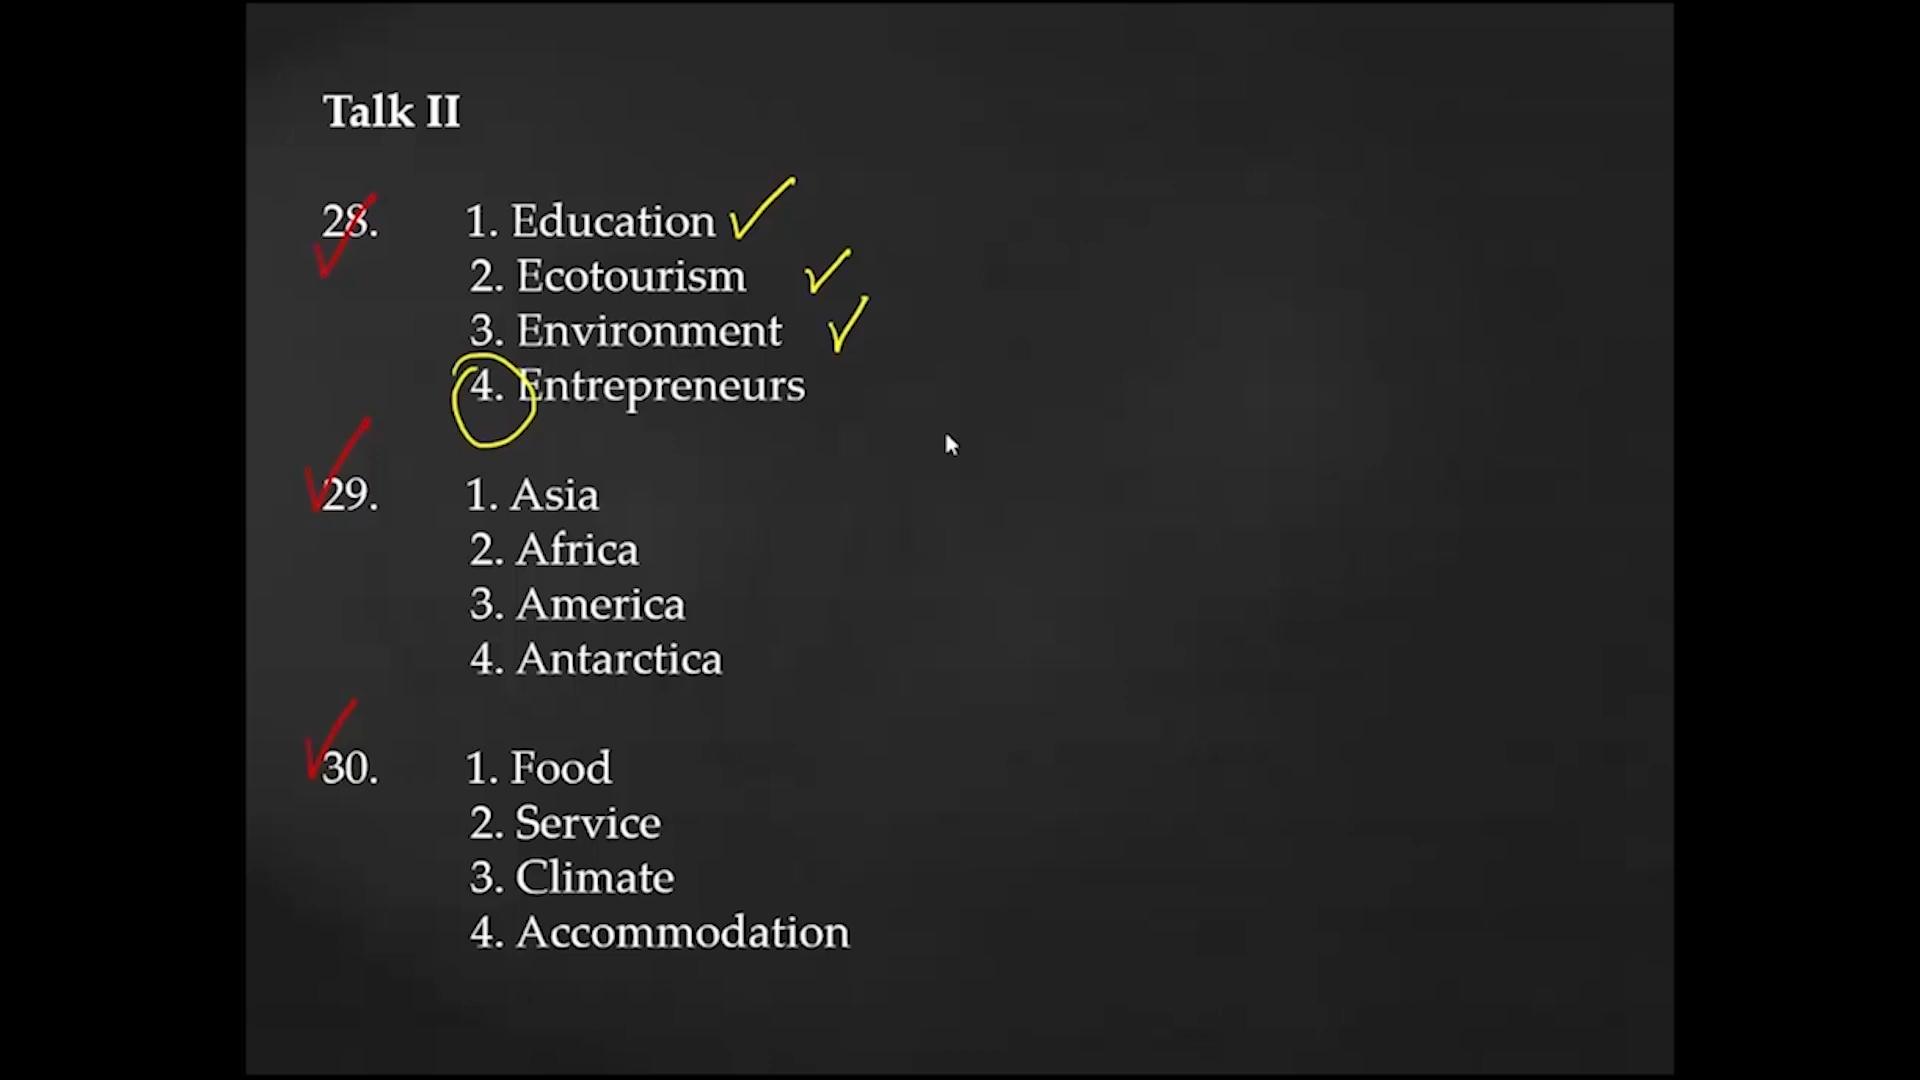 Talk II
28. 1. Education
2. Ecotourism
3. Environment
4. Entrepreneurs
29. 1. Asia
2. Africa
3. America
4. Antarctica
30. 1. Food
2. Service
3. Climate
4. Accommodation